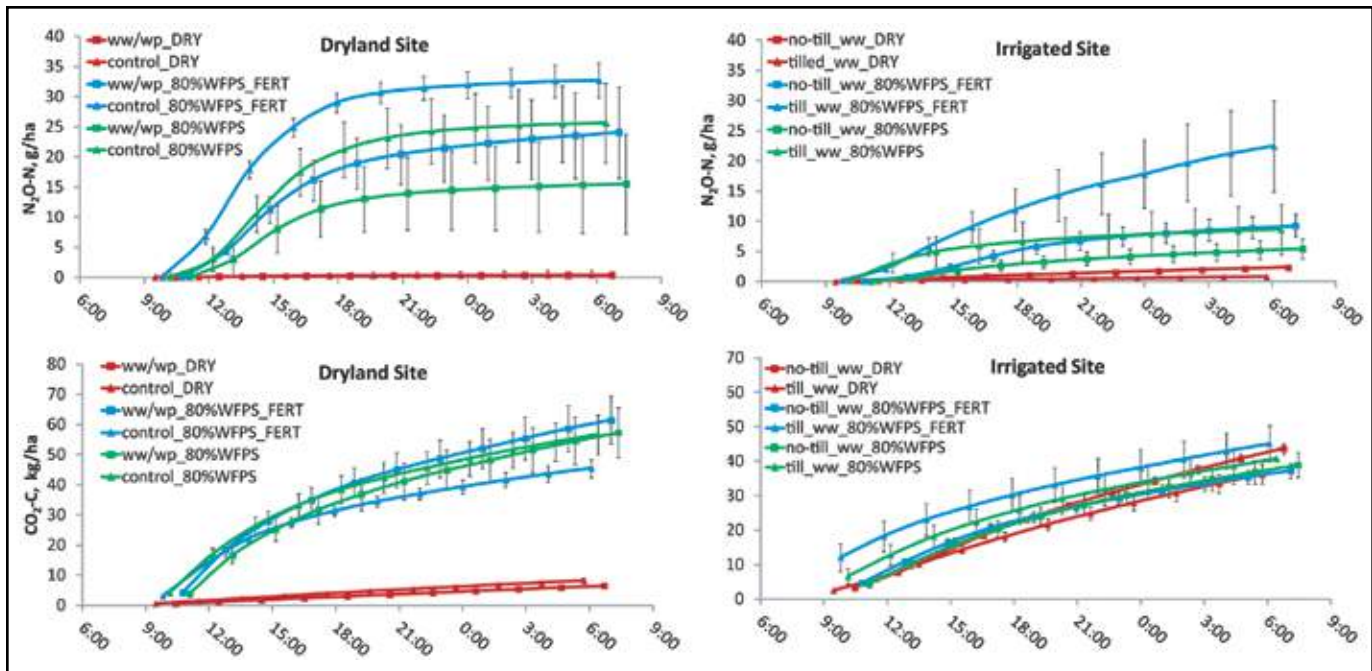 Dryland Site
N₂O-N, g/ha
40
35
30
25
20
15
10
5
0
ww/wp_DRY
control_DRY
ww/wp_80%WFPS_FERT
control_80%WFPS_FERT
ww/wp_80%WFPS
control_80%WFPS
6:00
9:00
12:00
15:00
18:00
21:00
0:00
3:00
6:00
9:00
Irrigated Site
N₂O-N, g/ha
40
35
30
25
20
15
10
5
0
no-till_ww_DRY
tilled_ww_DRY
no-till_ww_80%WFPS_FERT
till_ww_80%WFPS_FERT
no-till_ww_80%WFPS
till_ww_80%WFPS
6:00
9:00
12:00
15:00
18:00
21:00
0:00
3:00
6:00
9:00
Dryland Site
CO₂-C, kg/ha
80
70
60
50
40
30
20
10
0
ww/wp_DRY
control_DRY
ww/wp_80%WFPS_FERT
control_80%WFPS_FERT
ww/wp_80%WFPS
control_80%WFPS
6:00
9:00
12:00
15:00
18:00
21:00
0:00
3:00
6:00
9:00
Irrigated Site
70
60
50
40
30
20
10
0
no-till_ww_DRY
till_ww_DRY
no-till_ww_80%WFPS_FERT
till_ww_80%WFPS_FERT
no-till_ww_80%WFPS
till_ww_80%WFPS
6:00
9:00
12:00
15:00
18:00
21:00
0:00
3:00
6:00
9:00